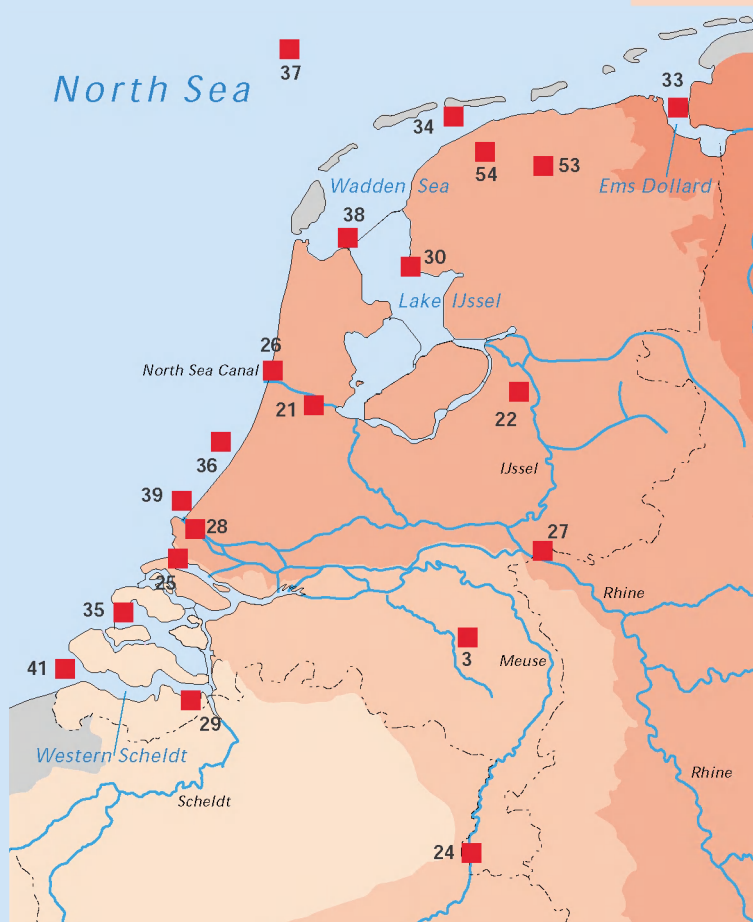 North Sea
37
33
34
54
53
Wadden Sea
Ems Dollard
38
30
Lake IJssel
26
North Sea Canal
21
22
36
IJssel
39
28
27
25
Rhine
35
3
Meuse
41
29
Western Scheldt
Rhine
Scheldt
24